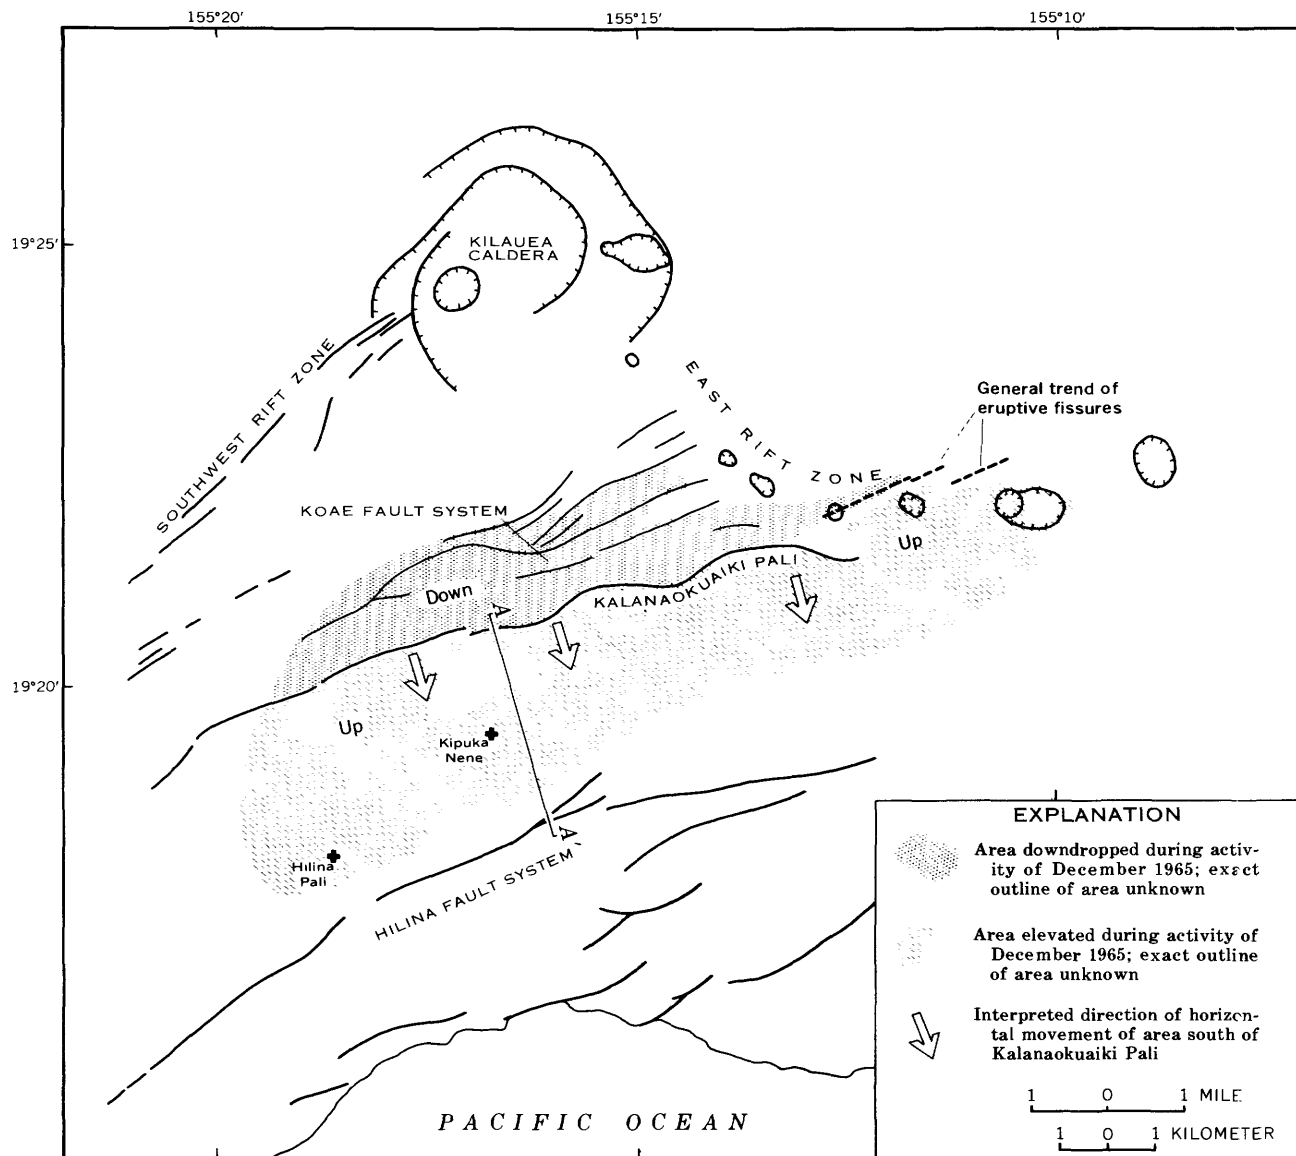 155°20′
155°15′
155°10′
19°25′
19°20′
KILAUEA
CALDERA
SOUTHWEST RIFT ZONE
EAST RIFT ZONE
General trend of
eruptive fissures
KOAE FAULT SYSTEM
Down
Up
KALANAOKUAIKI PALI
A
Up
Kipuka
Nene
Hilina
Pali
A′
HILINA FAULT SYSTEM
PACIFIC OCEAN
EXPLANATION
Area downdropped during activ-
ity of December 1965; exact
outline of area unknown
Area elevated during activity of
December 1965; exact outline
of area unknown
Interpreted direction of horizon-
tal movement of area south of
Kalanaokuaiki Pali
1 0 1 MILE
1 0 1 KILOMETER